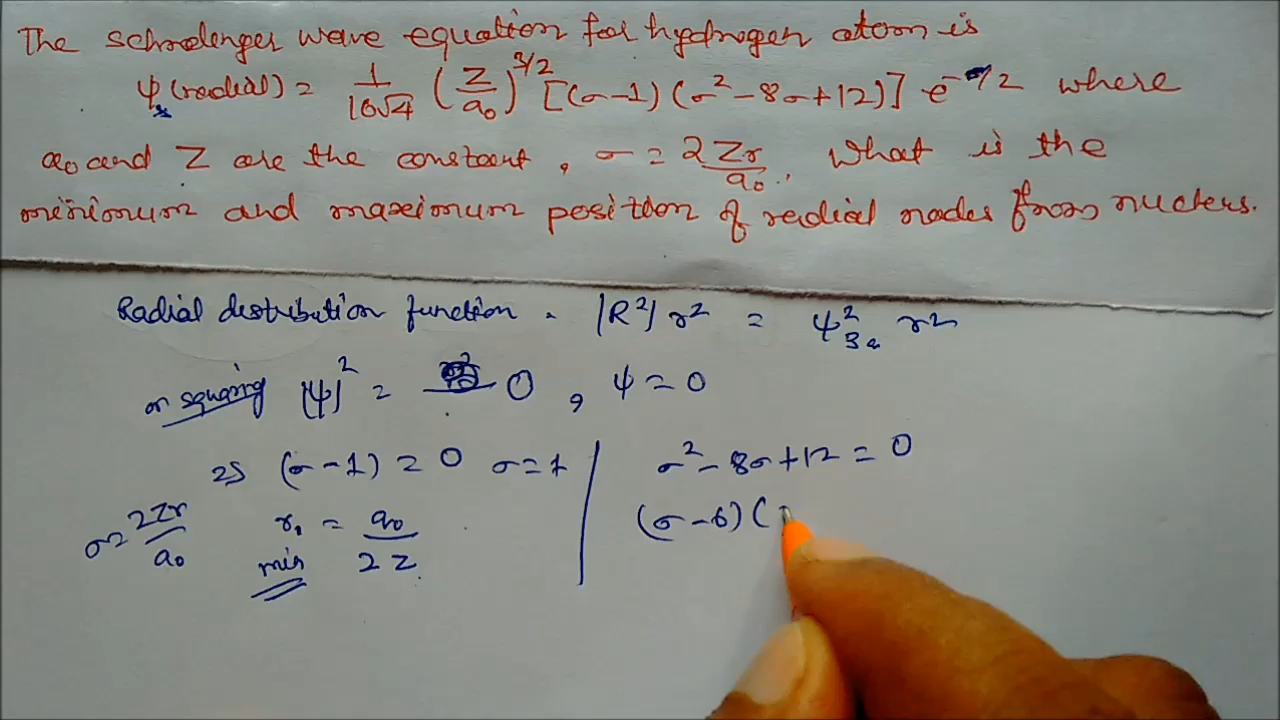 The schrodenger wave equation for hydrogen atom is
ψ(radial) = 1/16√4 (Z/a₀)^3/2 [(σ-1)(σ²-8σ+12)] e^-σ/2 where
a₀ and Z are the constant, σ = 2Zr/a₀. What is the
minimum and maximum position of radial nodes from nucleus.
Radial distribution function = |R²| r² = ψ² r²
on squaring |ψ|² = 0, ψ = 0
(σ-1) = 0 σ=1
σ = 2Zr/a₀ r₁ = a₀/2Z
min
σ²-8σ+12 = 0
(σ-6)(